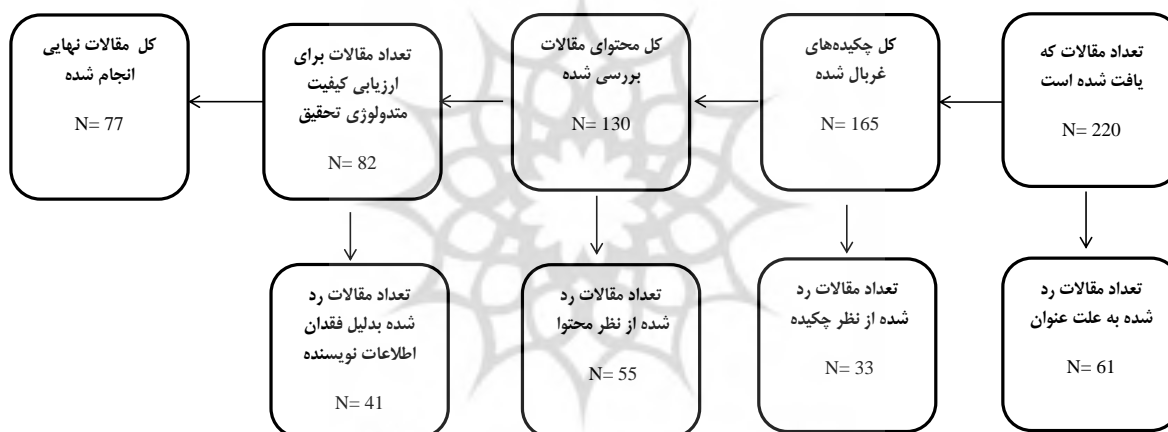 تعداد مقالات که
یافت شده است
N= 220
کل چکیده‌های
غربال شده
N= 165
کل محتوای مقالات
بررسی شده
N= 130
تعداد مقالات برای
ارزیابی کیفیت
متدولوژی تحقیق
N= 82
کل مقالات نهایی
انجام شده
N= 77
تعداد مقالات رد
شده به علت عنوان
N= 61
تعداد مقالات رد
شده از نظر چکیده
N= 33
تعداد مقالات رد
شده از نظر محتوا
N= 55
تعداد مقالات رد
شده بدلیل فقدان
اطلاعات نویسنده
N= 41